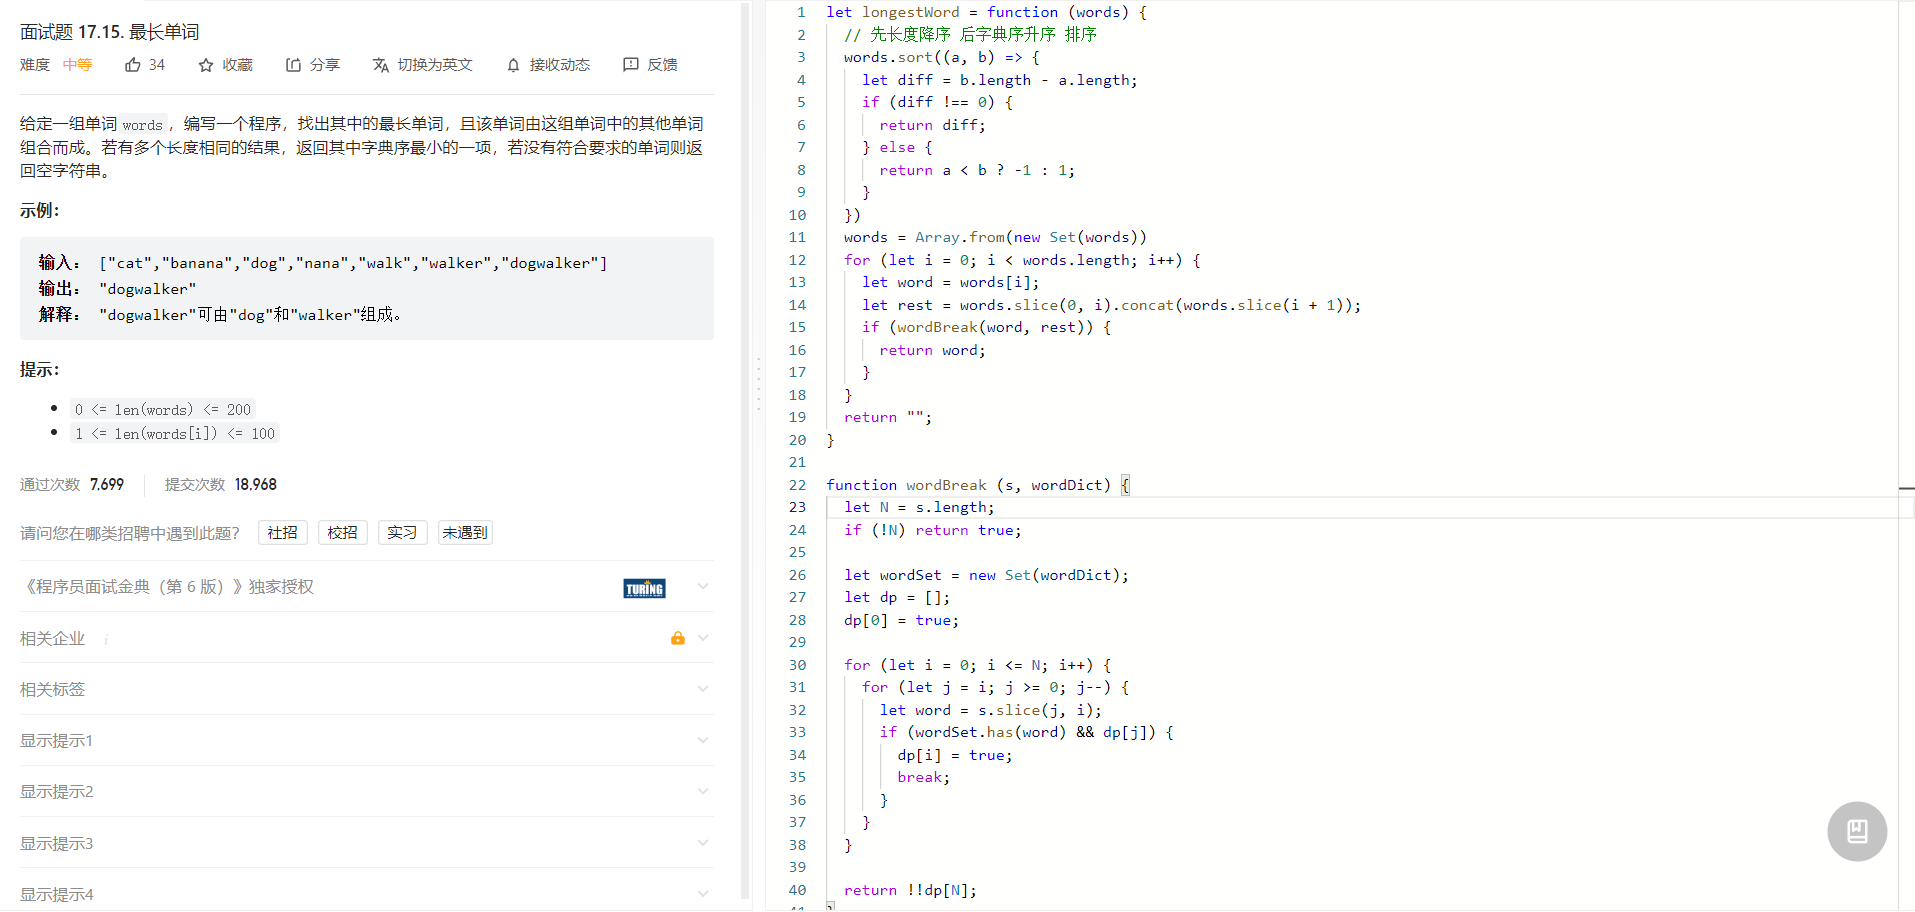 面试题 17.15. 最长单词
难度 中等 34 收藏 分享 切换为英文 接收动态 反馈
给定一组单词 words ，编写一个程序，找出其中的最长单词，且该单词由这组单词中的其他单词
组合而成。若有多个长度相同的结果，返回其中字典序最小的一项，若没有符合要求的单词则返
回空字符串。
示例：
输入： ["cat","banana","dog","nana","walk","walker","dogwalker"]
输出： "dogwalker"
解释： "dogwalker"可由"dog"和"walker"组成。
提示：
0 <= len(words) <= 200
1 <= len(words[i]) <= 100
通过次数 7,699 提交次数 18,968
请问您在哪类招聘中遇到此题？ 社招 校招 实习 未遇到
《程序员面试金典（第 6 版）》独家授权 TURING
相关企业 i
相关标签
显示提示1
显示提示2
显示提示3
显示提示4
1 let longestWord = function (words) {
2 // 先长度降序 后字典序升序 排序
3 words.sort((a, b) => {
4 let diff = b.length - a.length;
5 if (diff !== 0) {
6 return diff;
7 } else {
8 return a < b ? -1 : 1;
9 }
10 })
11 words = Array.from(new Set(words))
12 for (let i = 0; i < words.length; i++) {
13 let word = words[i];
14 let rest = words.slice(0, i).concat(words.slice(i + 1));
15 if (wordBreak(word, rest)) {
16 return word;
17 }
18 }
19 return "";
20 }
21
22 function wordBreak (s, wordDict) {
23 let N = s.length;
24 if (!N) return true;
25
26 let wordSet = new Set(wordDict);
27 let dp = [];
28 dp[0] = true;
29
30 for (let i = 0; i <= N; i++) {
31 for (let j = i; j >= 0; j--) {
32 let word = s.slice(j, i);
33 if (wordSet.has(word) && dp[j]) {
34 dp[i] = true;
35 break;
36 }
37 }
38 }
39
40 return !!dp[N];
41 }